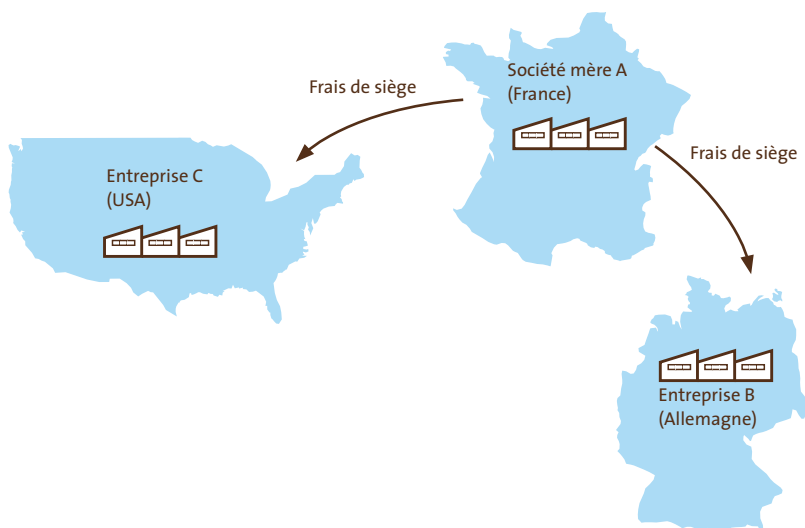 Société mère A
(France)
Frais de siège
Frais de siège
Entreprise C
(USA)
Entreprise B
(Allemagne)